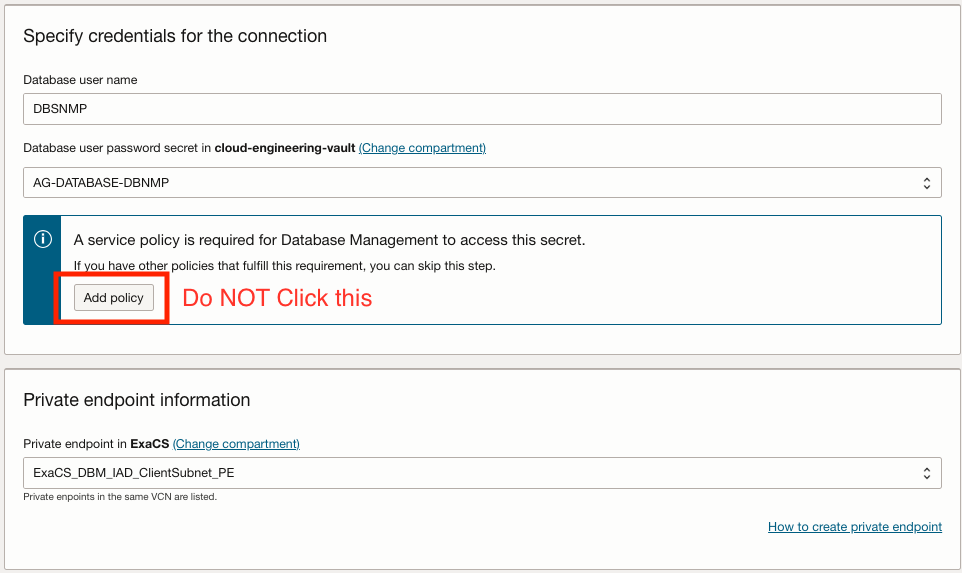 Specify credentials for the connection
Database user name
DBSNMP
Database user password secret in cloud-engineering-vault (Change compartment)
AG-DATABASE-DBNMP
A service policy is required for Database Management to access this secret.
If you have other policies that fulfill this requirement, you can skip this step.
Add policy Do NOT Click this
Private endpoint information
Private endpoint in ExaCS (Change compartment)
ExaCS_DBM_IAD_ClientSubnet_PE
Private enpoints in the same VCN are listed.
How to create private endpoint